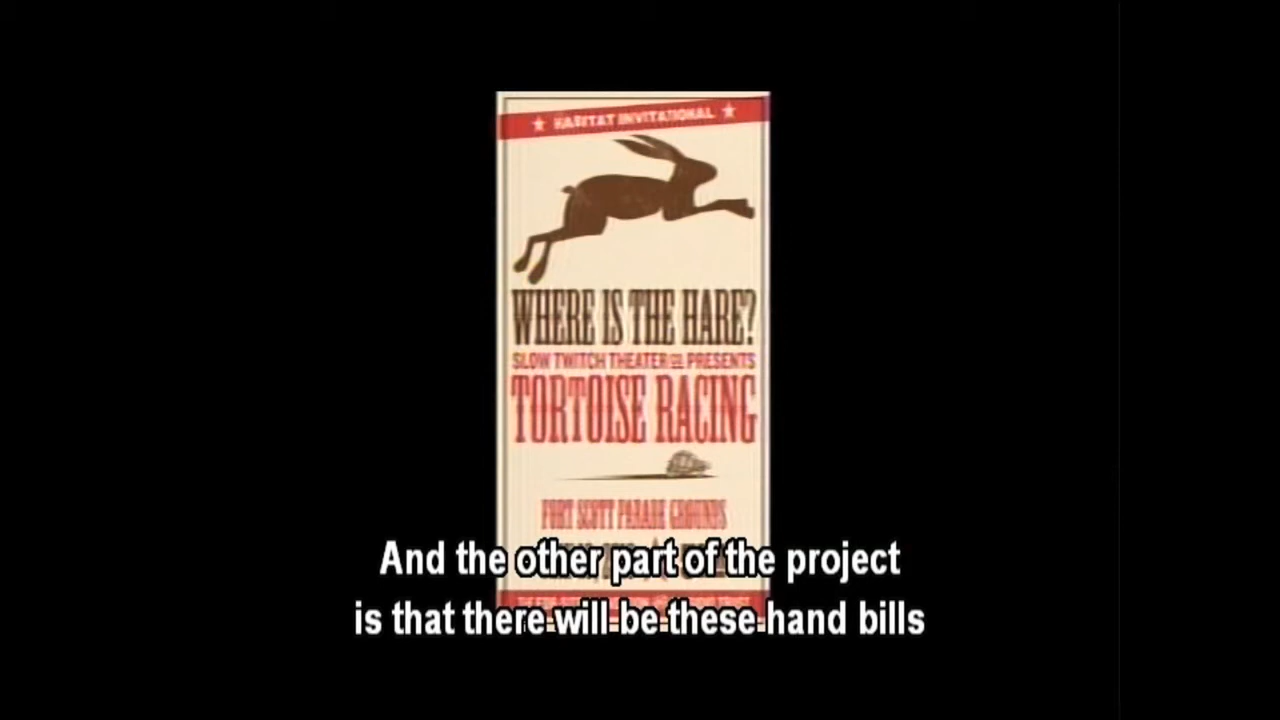 HABITAT INVITATIONAL
WHERE IS THE HARE?
SLOW TWITCH THEATER CO. PRESENTS
TORTOISE RACING
FORT SCOTT PARADE GROUNDS
And the other part of the project
is that there will be these hand bills